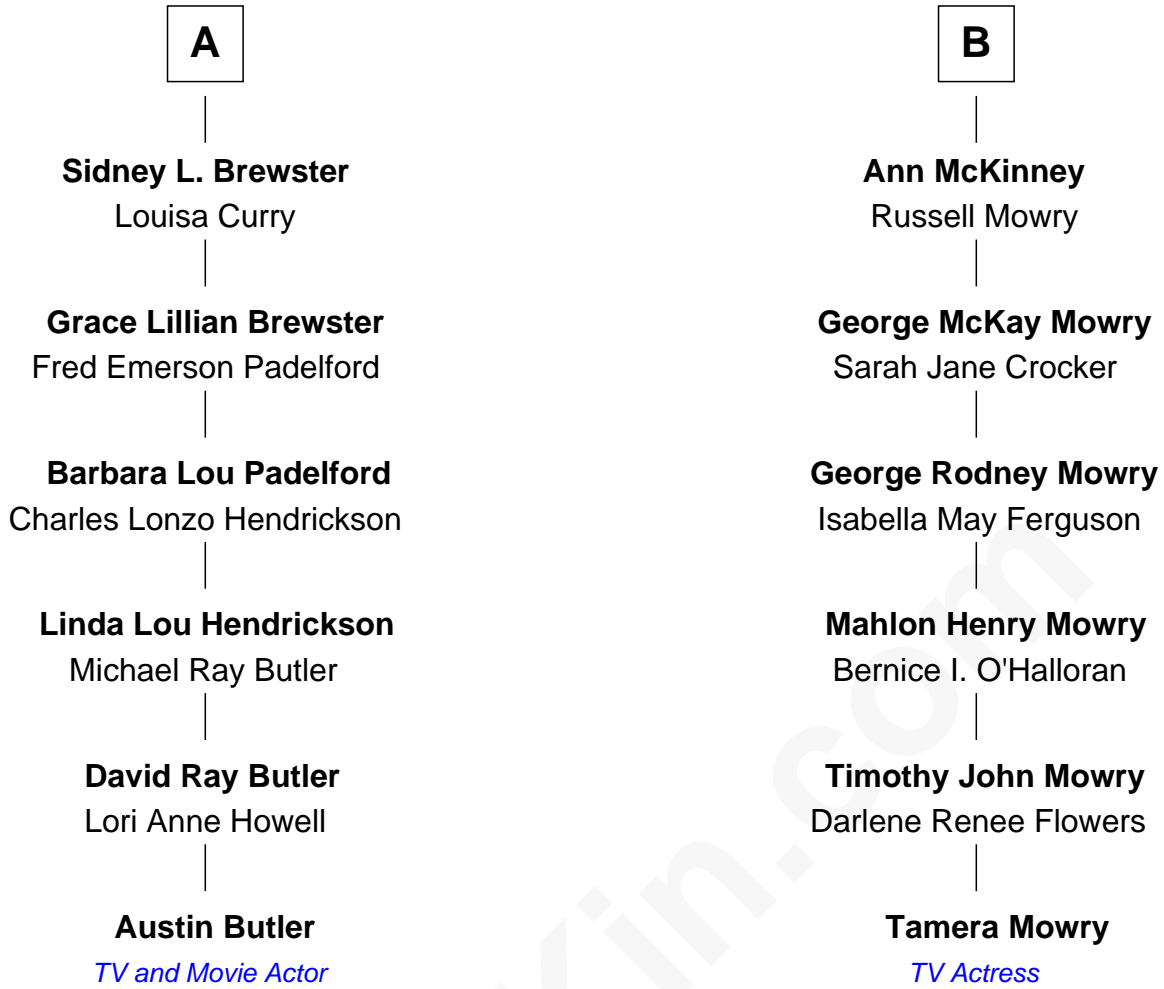 A
Sidney L. Brewster
Louisa Curry
Grace Lillian Brewster
Fred Emerson Padelford
Barbara Lou Padelford
Charles Lonzo Hendrickson
Linda Lou Hendrickson
Michael Ray Butler
David Ray Butler
Lori Anne Howell
Austin Butler
TV and Movie Actor
B
Ann McKinney
Russell Mowry
George McKay Mowry
Sarah Jane Crocker
George Rodney Mowry
Isabella May Ferguson
Mahlon Henry Mowry
Bernice I. O'Halloran
Timothy John Mowry
Darlene Renee Flowers
Tamera Mowry
TV Actress